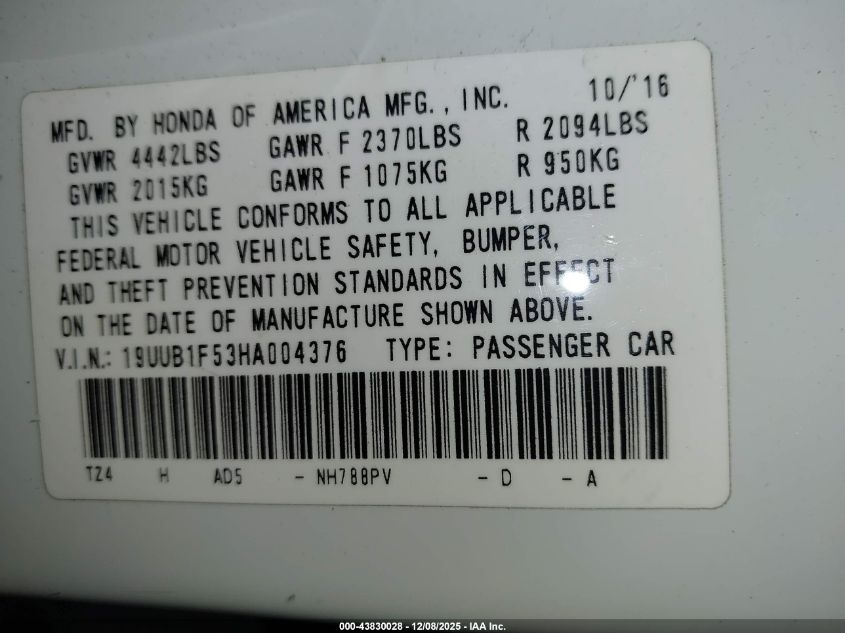 MFD. BY HONDA OF AMERICA MFG., INC. 10/'16
GVWR 4442LBS GAWR F 2370LBS R 2094LBS
GVWR 2015KG GAWR F 1075KG R 950KG
THIS VEHICLE CONFORMS TO ALL APPLICABLE
FEDERAL MOTOR VEHICLE SAFETY, BUMPER,
AND THEFT PREVENTION STANDARDS IN EFFECT
ON THE DATE OF MANUFACTURE SHOWN ABOVE.
V.I.N.: 19UUB1F53HA004376 TYPE: PASSENGER CAR
TZ4 H AD5 - NH788PV - D - A
000-43830028 - 12/08/2025 - IAA Inc.